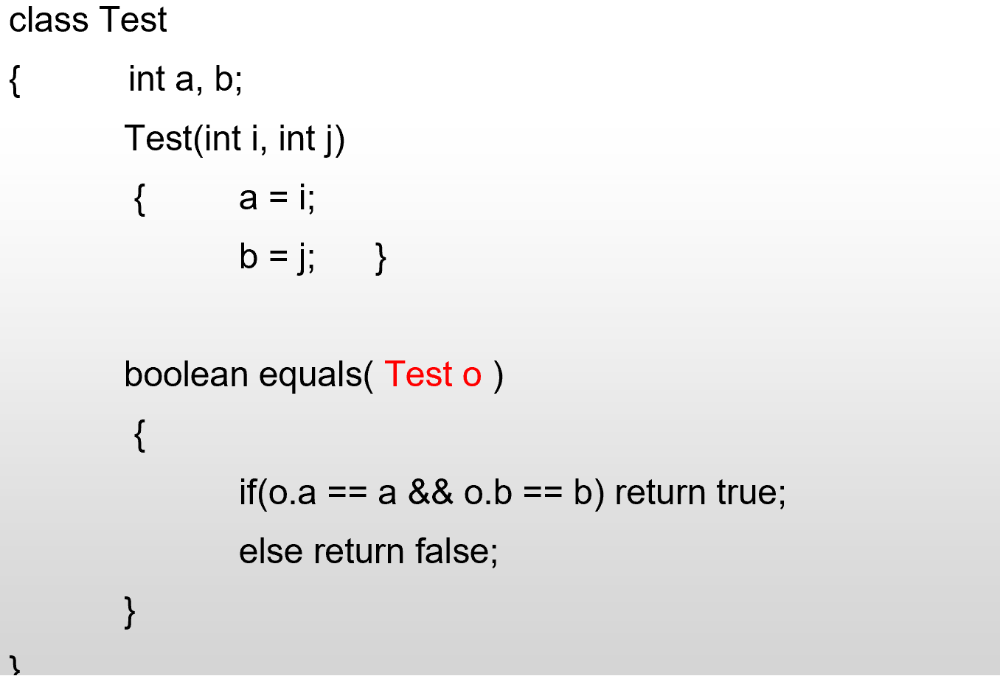 class Test
{ int a, b;
Test(int i, int j)
{ a = i;
b = j; }
boolean equals( Test o )
{
if(o.a == a && o.b == b) return true;
else return false;
}
}